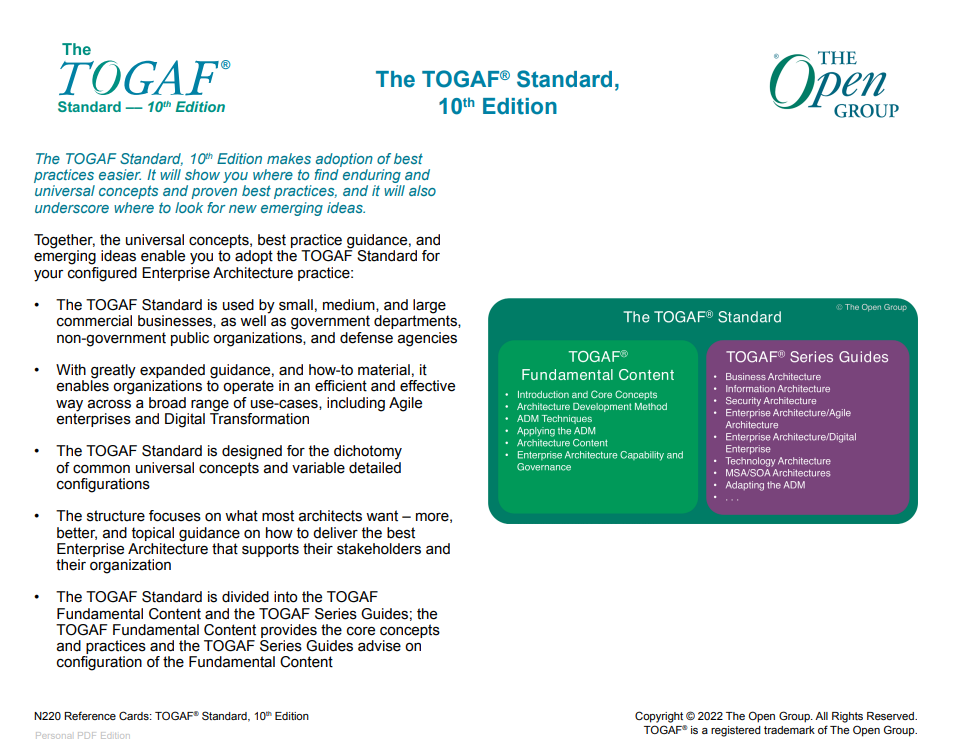 The
TOGAF®
Standard — 10th Edition
The TOGAF® Standard,
10th Edition
® THE
Open
GROUP
The TOGAF Standard, 10th Edition makes adoption of best
practices easier. It will show you where to find enduring and
universal concepts and proven best practices, and it will also
underscore where to look for new emerging ideas.
Together, the universal concepts, best practice guidance, and
emerging ideas enable you to adopt the TOGAF Standard for
your configured Enterprise Architecture practice:
• The TOGAF Standard is used by small, medium, and large
commercial businesses, as well as government departments,
non-government public organizations, and defense agencies
• With greatly expanded guidance, and how-to material, it
enables organizations to operate in an efficient and effective
way across a broad range of use-cases, including Agile
enterprises and Digital Transformation
• The TOGAF Standard is designed for the dichotomy
of common universal concepts and variable detailed
configurations
• The structure focuses on what most architects want – more,
better, and topical guidance on how to deliver the best
Enterprise Architecture that supports their stakeholders and
their organization
• The TOGAF Standard is divided into the TOGAF
Fundamental Content and the TOGAF Series Guides; the
TOGAF Fundamental Content provides the core concepts
and practices and the TOGAF Series Guides advise on
configuration of the Fundamental Content
© The Open Group
The TOGAF® Standard
TOGAF®
Fundamental Content
• Introduction and Core Concepts
• Architecture Development Method
• ADM Techniques
• Applying the ADM
• Architecture Content
• Enterprise Architecture Capability and
Governance
TOGAF® Series Guides
• Business Architecture
• Information Architecture
• Security Architecture
• Enterprise Architecture/Agile
Architecture
• Enterprise Architecture/Digital
Enterprise
• Technology Architecture
• MSA/SOA Architectures
• Adapting the ADM
• . . .
N220 Reference Cards: TOGAF® Standard, 10th Edition
Personal PDF Edition
Copyright © 2022 The Open Group. All Rights Reserved.
TOGAF® is a registered trademark of The Open Group.